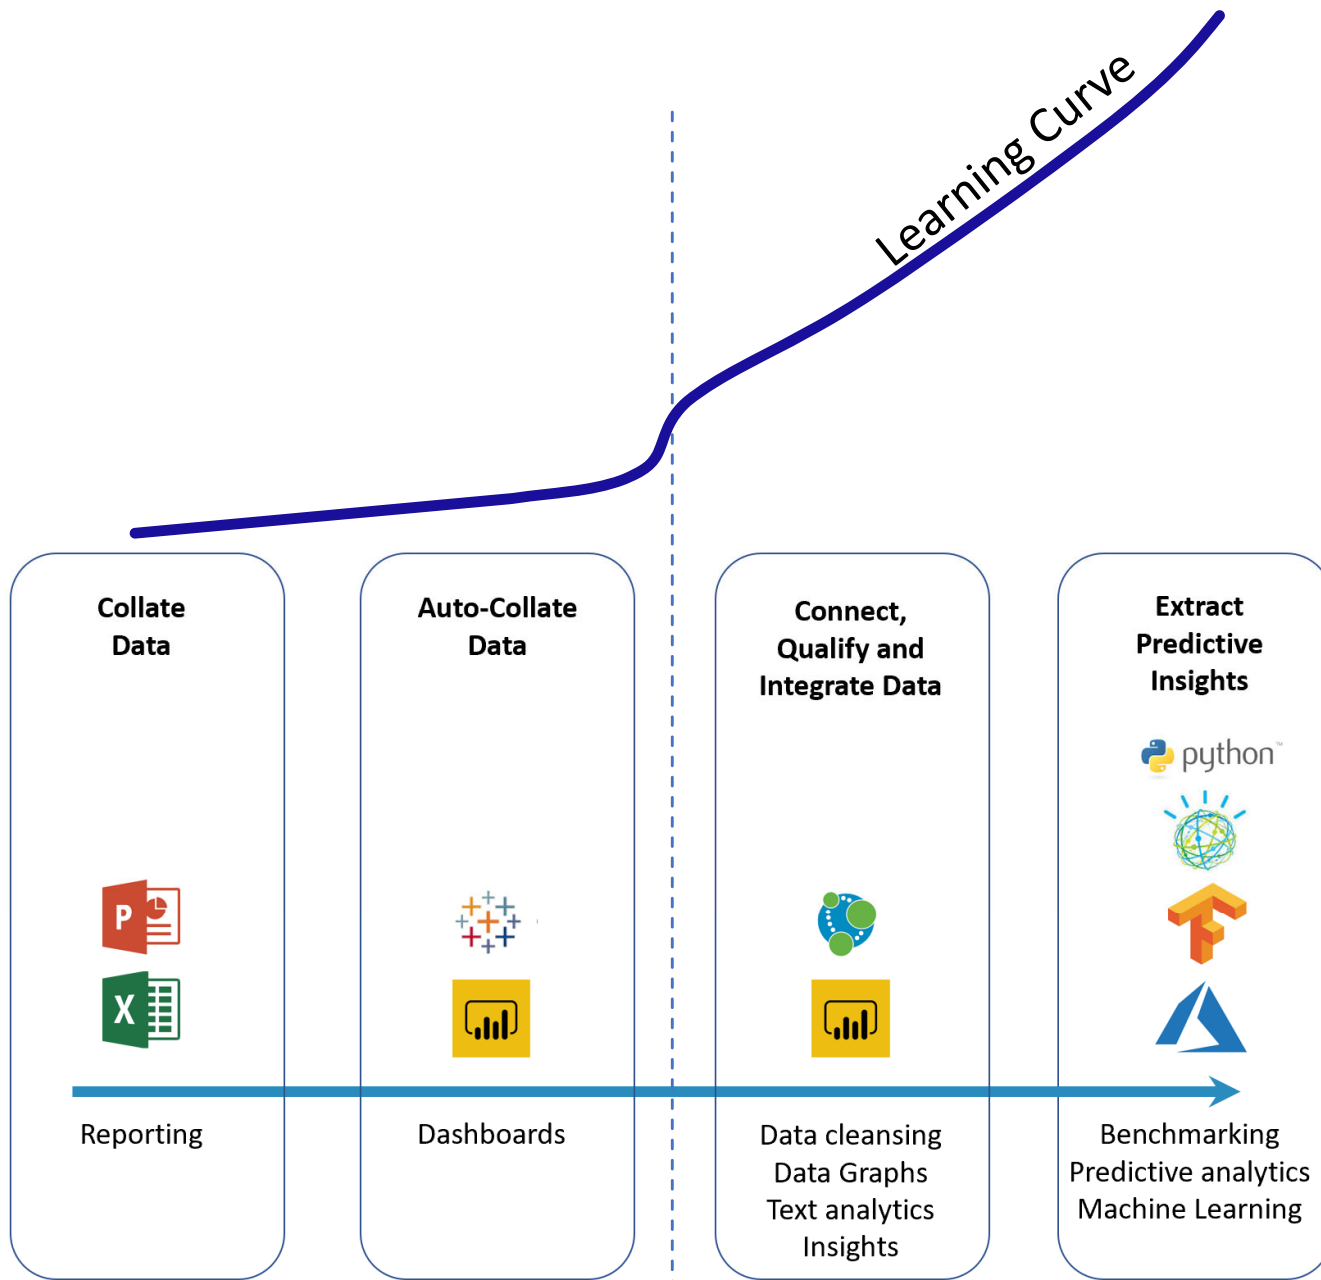 Learning Curve
Collate
Data
Auto-Collate
Data
Connect,
Qualify and
Integrate Data
Extract
Predictive
Insights
python™
P
X
Reporting
Dashboards
Data cleansing
Data Graphs
Text analytics
Insights
Benchmarking
Predictive analytics
Machine Learning